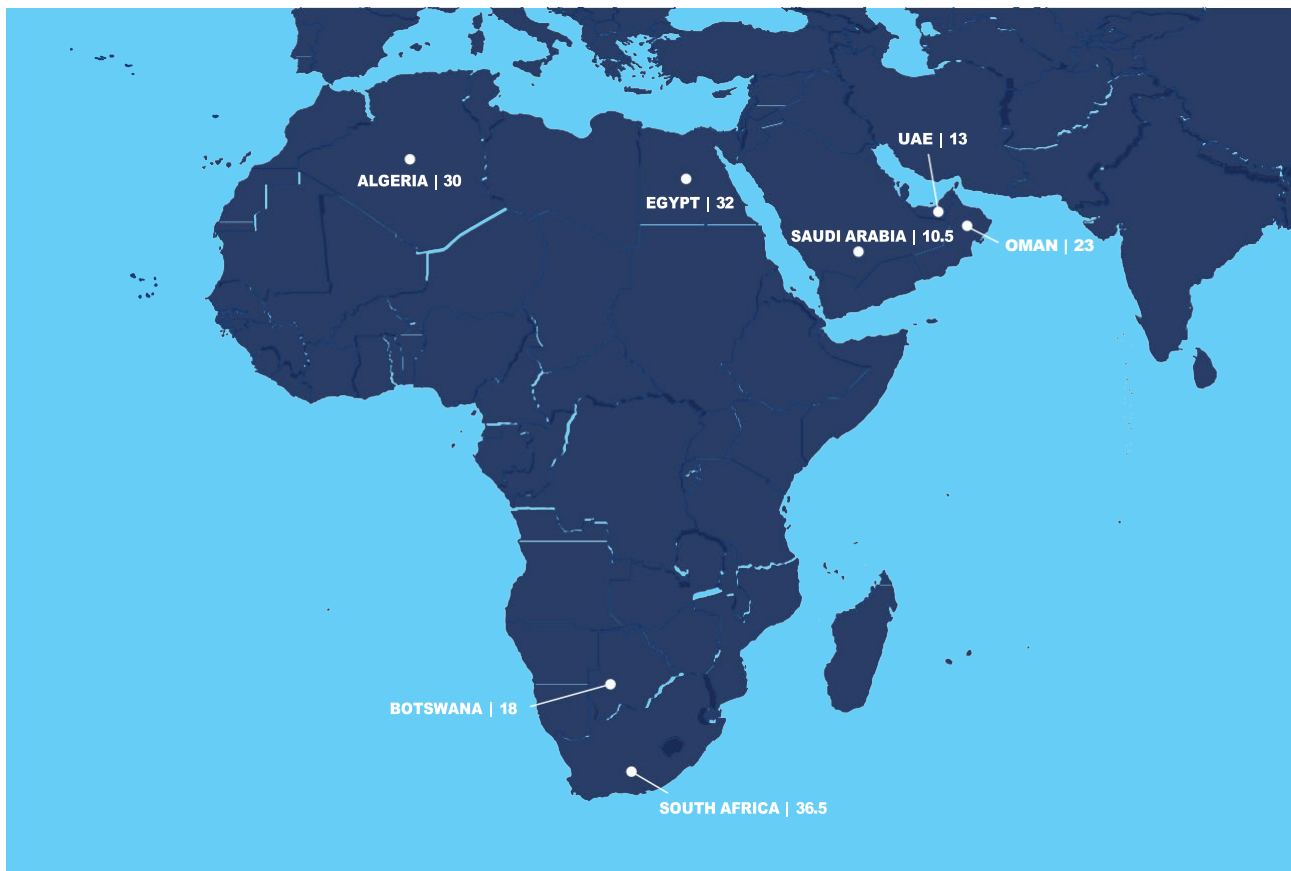 UAE | 13
ALGERIA | 30
EGYPT | 32
SAUDI ARABIA | 10.5
OMAN | 23
BOTSWANA | 18
SOUTH AFRICA | 36.5